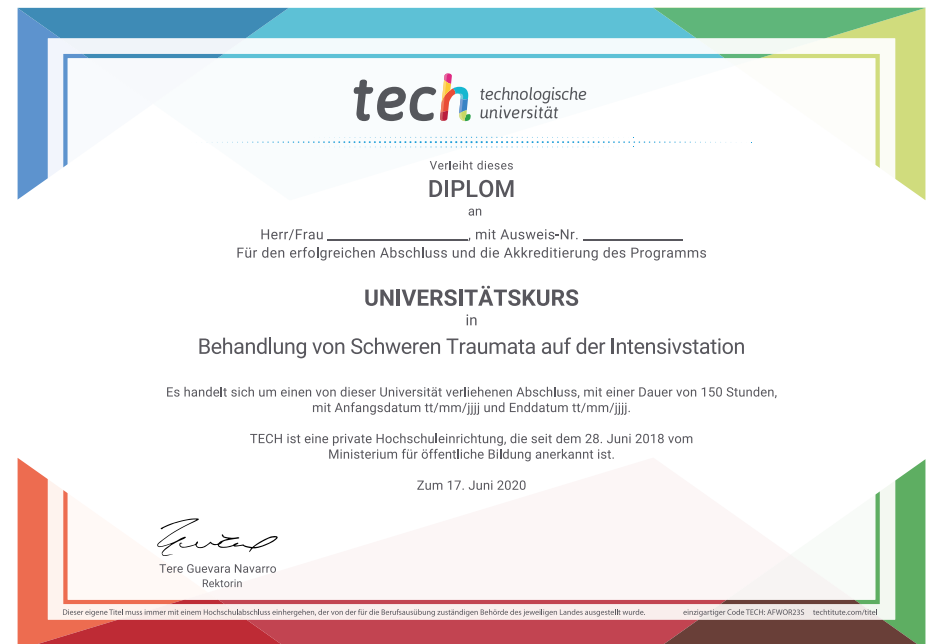 tech technologische
universität
Verleiht dieses
DIPLOM
an
Herr/Frau ____________________, mit Ausweis-Nr. ______________
Für den erfolgreichen Abschluss und die Akkreditierung des Programms
UNIVERSITÄTSKURS
in
Behandlung von Schweren Traumata auf der Intensivstation
Es handelt sich um einen von dieser Universität verliehenen Abschluss, mit einer Dauer von 150 Stunden,
mit Anfangsdatum tt/mm/jjjj und Enddatum tt/mm/jjjj.
TECH ist eine private Hochschuleinrichtung, die seit dem 28. Juni 2018 vom
Ministerium für öffentliche Bildung anerkannt ist.
Zum 17. Juni 2020
Tere Guevara Navarro
Rektorin
Dieser eigene Titel muss immer mit einem Hochschulabschluss einhergehen, der von der für die Berufsausübung zuständigen Behörde des jeweiligen Landes ausgestellt wurde. einzigartiger Code TECH: AFWOR23S techtitute.com/titel